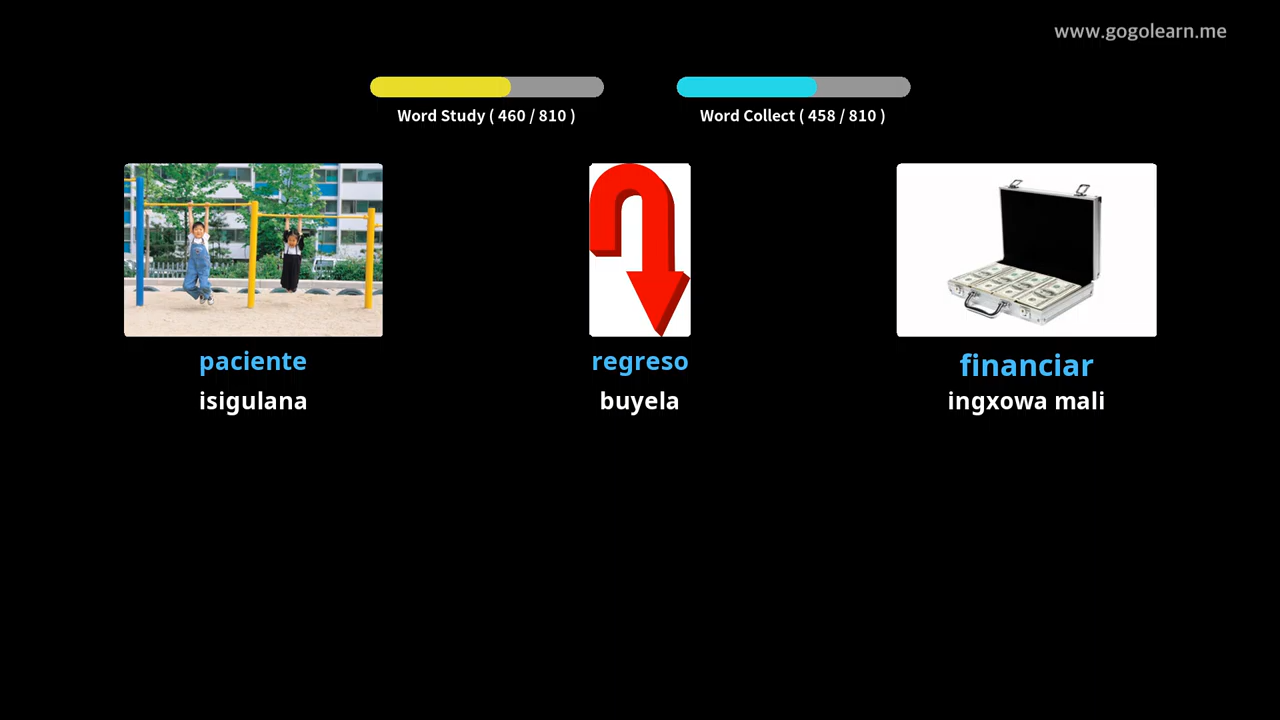 www.gogolearn.me
Word Study ( 460 / 810 )
Word Collect ( 458 / 810 )
paciente
isigulana
regreso
buyela
financiar
ingxowa mali